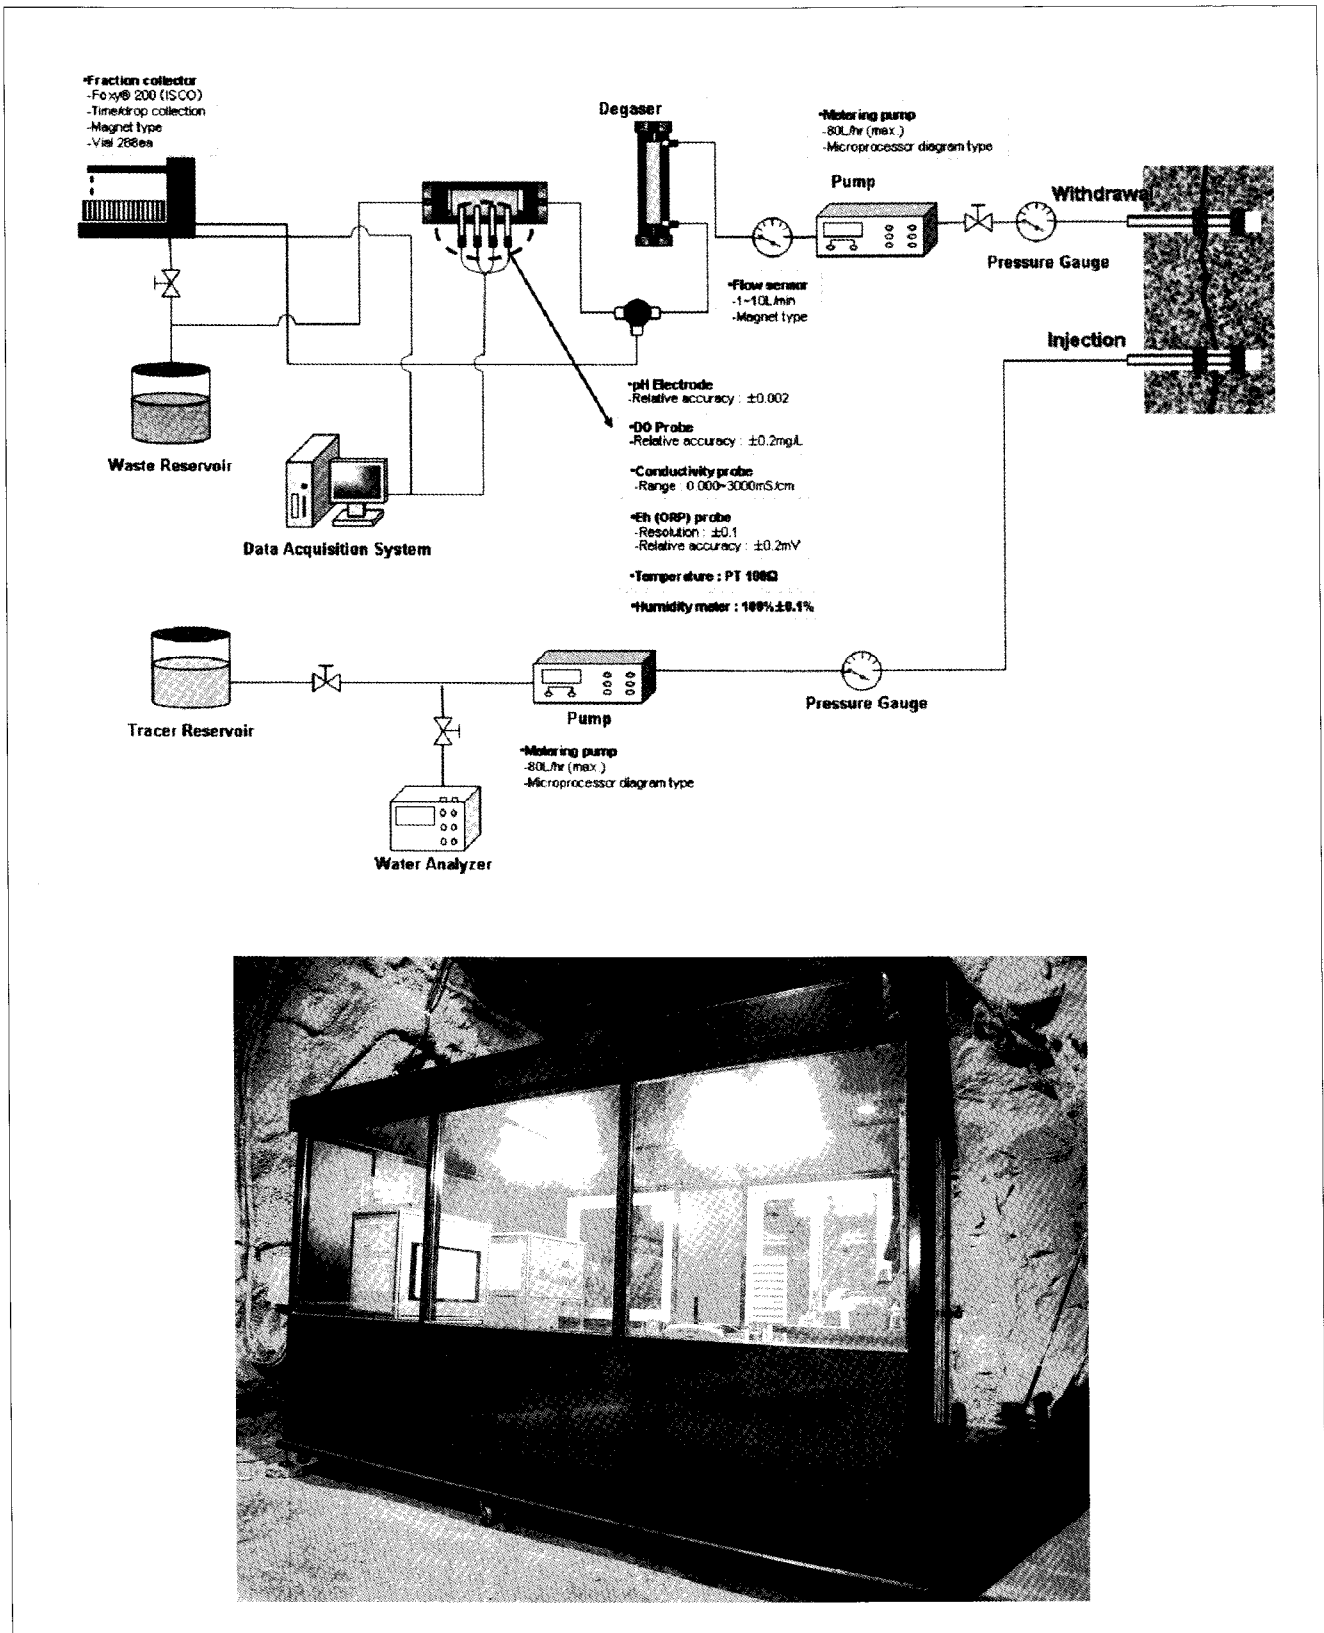 •Fraction collector
-Foxy® 200 (ISCO)
-Time/drop collection
-Magnet type
-Vial 288ea
Degaser
•Metering pump
-80L/hr (max.)
-Microprocessor diagram type
Pump
Withdrawal
Pressure Gauge
•Flow sensor
-1~10L/min
-Magnet type
Injection
•pH Electrode
-Relative accuracy : ±0.002
•DO Probe
-Relative accuracy : ±0.2mg/L
•Conductivity probe
-Range : 0.000~3000mS/cm
•Eh (ORP) probe
-Resolution : ±0.1
-Relative accuracy : ±0.2mV
•Temperature : PT 100Ω
•Humidity meter : 100%±0.1%
Waste Reservoir
Data Acquisition System
Tracer Reservoir
Pump
Pressure Gauge
•Metering pump
-80L/hr (max.)
-Microprocessor diagram type
Water Analyzer